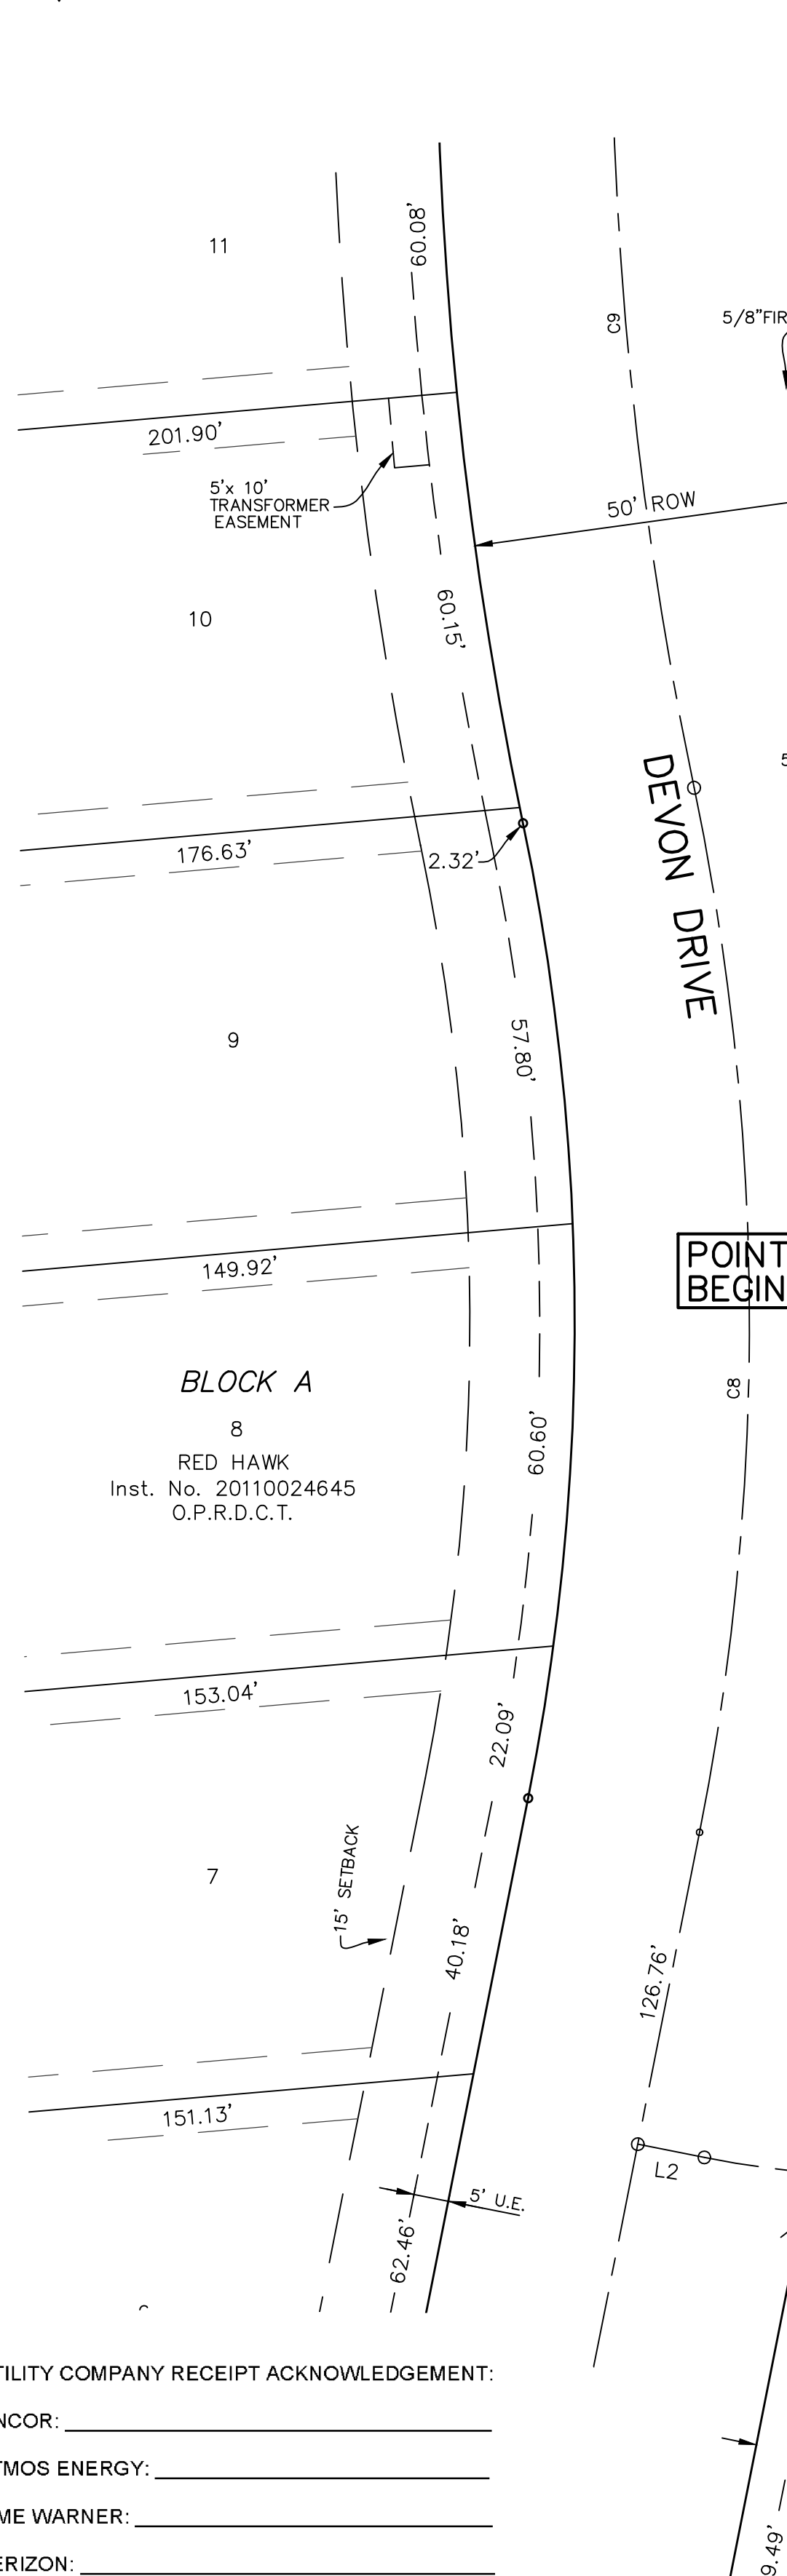 60.08'
11
C9
5/8"FIR
201.90'
5'x 10'
TRANSFORMER
EASEMENT
50' ROW
60.15'
10
DEVON DRIVE
176.63'
2.32'
57.80'
9
149.92'
POINT
BEGIN
BLOCK A
C8
8
60.60'
RED HAWK
Inst. No. 20110024645
O.P.R.D.C.T.
153.04'
22.09'
7
15' SETBACK
40.18'
126.76'
151.13'
L2
5' U.E.
62.46'
TILITY COMPANY RECEIPT ACKNOWLEDGEMENT:
NCOR:
TMOS ENERGY:
ME WARNER:
ERIZON:
9.49'